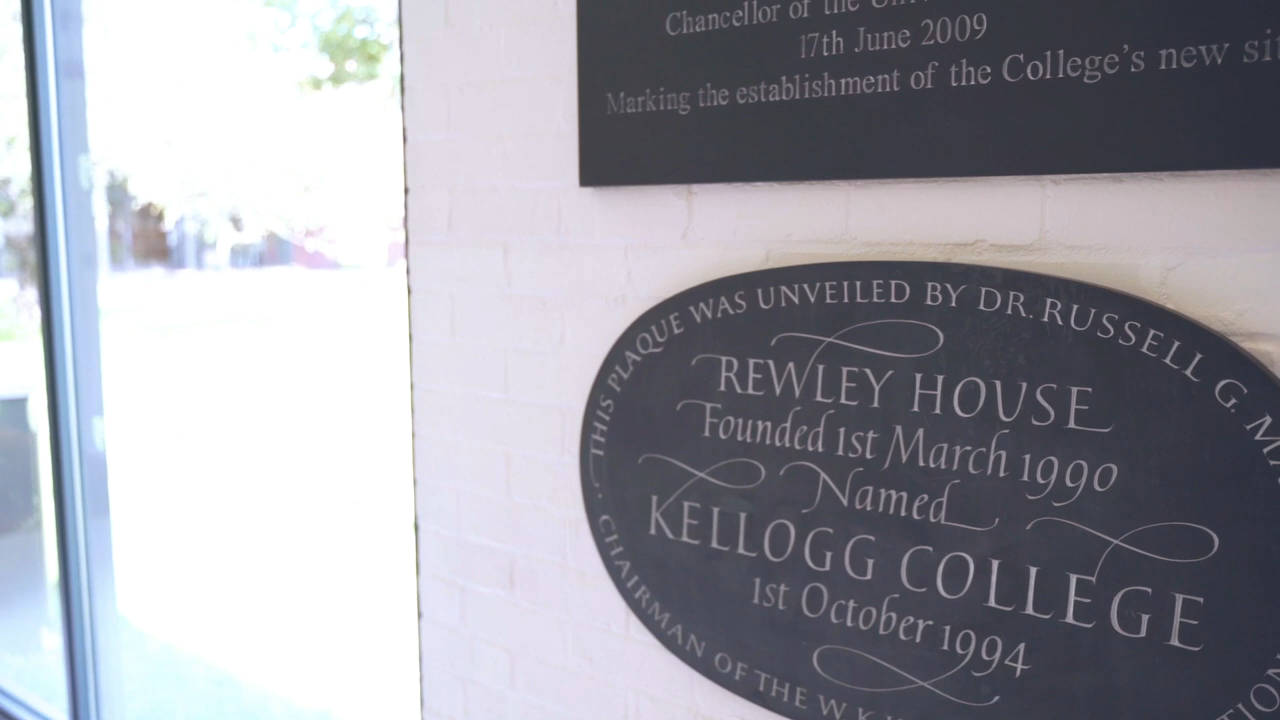 Chancellor of the
17th June 2009
Marking the establishment of the College's new
THIS PLAQUE WAS UNVEILED BY DR. RUSSELL G.
REWLEY HOUSE
Founded 1st March 1990
Named
KELLOGG COLLEGE
1st October 1994
CHAIRMAN OF THE W.K.